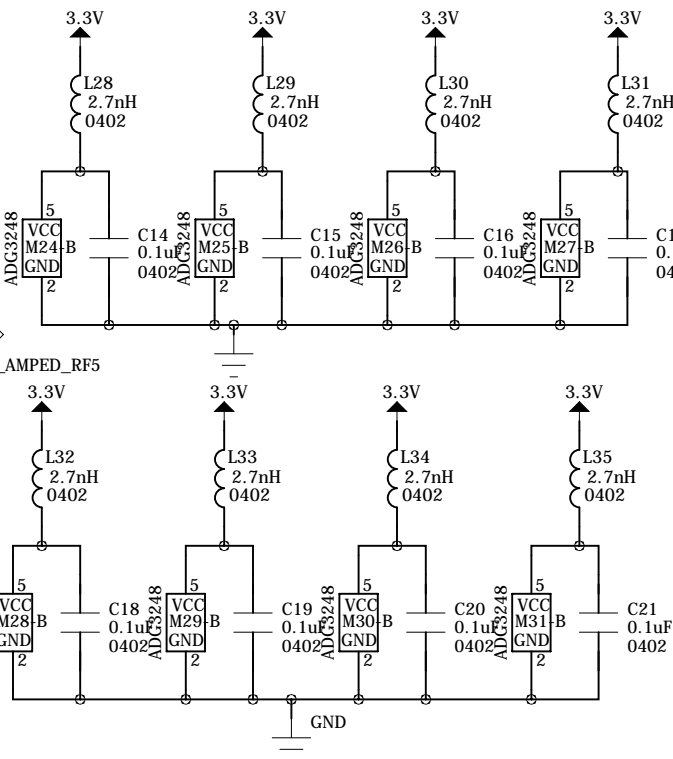 3.3V
3.3V
3.3V
3.3V
L28
2.7nH
0402
L29
2.7nH
0402
L30
2.7nH
0402
L31
2.7nH
0402
ADG3248
5
VCC
M24-B
GND
2
C14
0.1uF
0402
ADG3248
5
VCC
M25-B
GND
2
C15
0.1uF
0402
ADG3248
5
VCC
M26-B
GND
2
C16
0.1uF
0402
ADG3248
5
VCC
M27-B
GND
2
_AMPED_RF5
3.3V
3.3V
3.3V
3.3V
L32
2.7nH
0402
L33
2.7nH
0402
L34
2.7nH
0402
L35
2.7nH
0402
5
VCC
M28-B
GND
2
C18
0.1uF
0402
ADG3248
5
VCC
M29-B
GND
2
C19
0.1uF
0402
ADG3248
5
VCC
M30-B
GND
2
C20
0.1uF
0402
ADG3248
5
VCC
M31-B
GND
2
C21
0.1uF
0402
GND